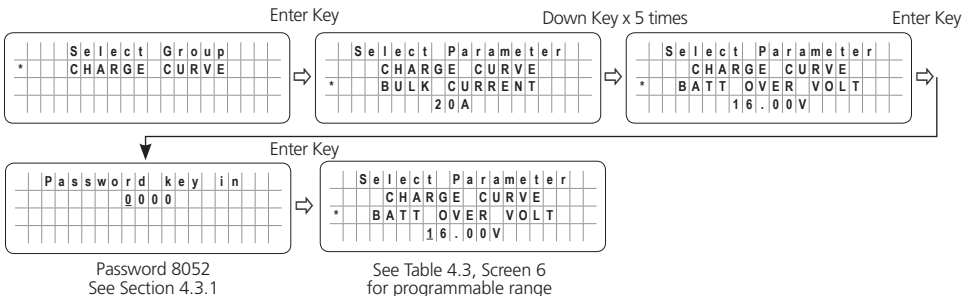 Enter Key
Down Key x 5 times
Enter Key
Select Group
* CHARGE CURVE
Select Parameter
CHARGE CURVE
* BULK CURRENT
20A
Select Parameter
CHARGE CURVE
* BATT OVER VOLT
16.00V
Enter Key
Password key in
0000
Select Parameter
CHARGE CURVE
* BATT OVER VOLT
16.00V
Password 8052
See Section 4.3.1
See Table 4.3, Screen 6
for programmable range